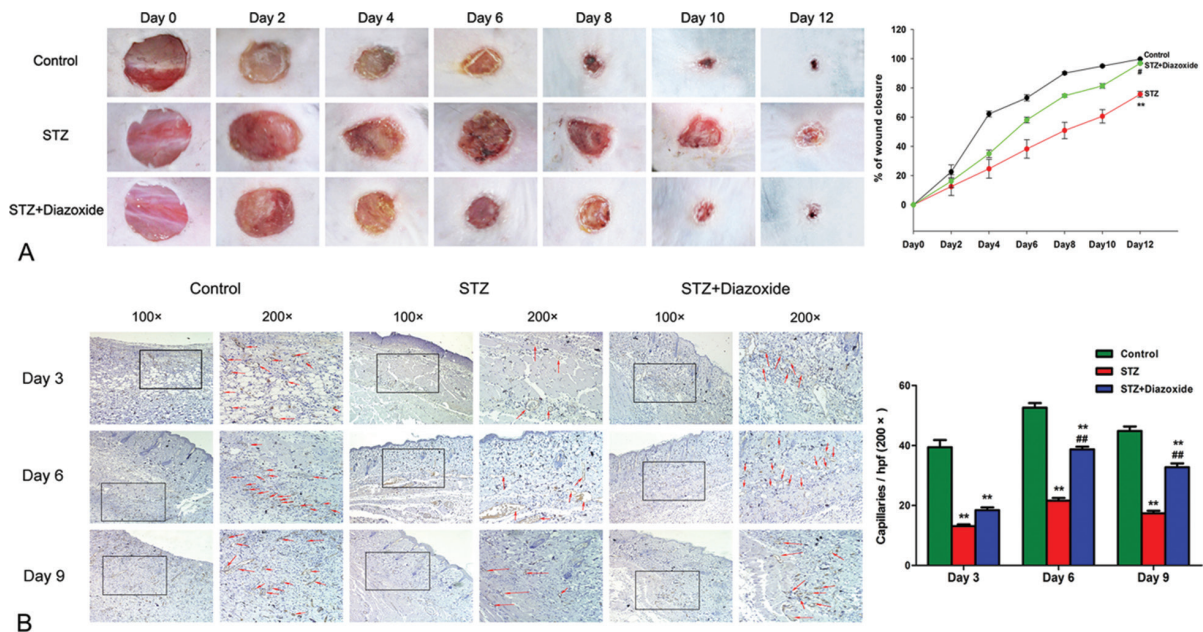 Day 0 Day 2 Day 4 Day 6 Day 8 Day 10 Day 12
Control
STZ
STZ+Diazoxide
A
% of wound closure
100
80
60
40
20
0
Day0 Day2 Day4 Day6 Day8 Day10 Day12
Control
STZ+Diazoxide
#
STZ
**
Control STZ STZ+Diazoxide
100× 200× 100× 200× 100× 200×
Day 3
Day 6
Day 9
B
Control
STZ
STZ+Diazoxide
Capillaries / hpf (200 ×)
60
40
20
0
** **
** **
##
** **
##
Day 3 Day 6 Day 9